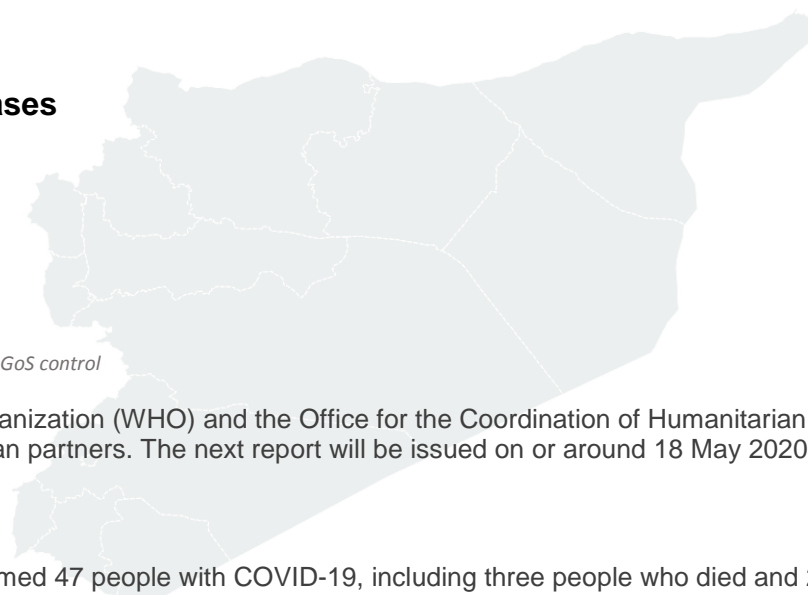 ases
GoS control
anization (WHO) and the Office for the Coordination of Humanitarian
an partners. The next report will be issued on or around 18 May 2020
med 47 people with COVID-19, including three people who died and